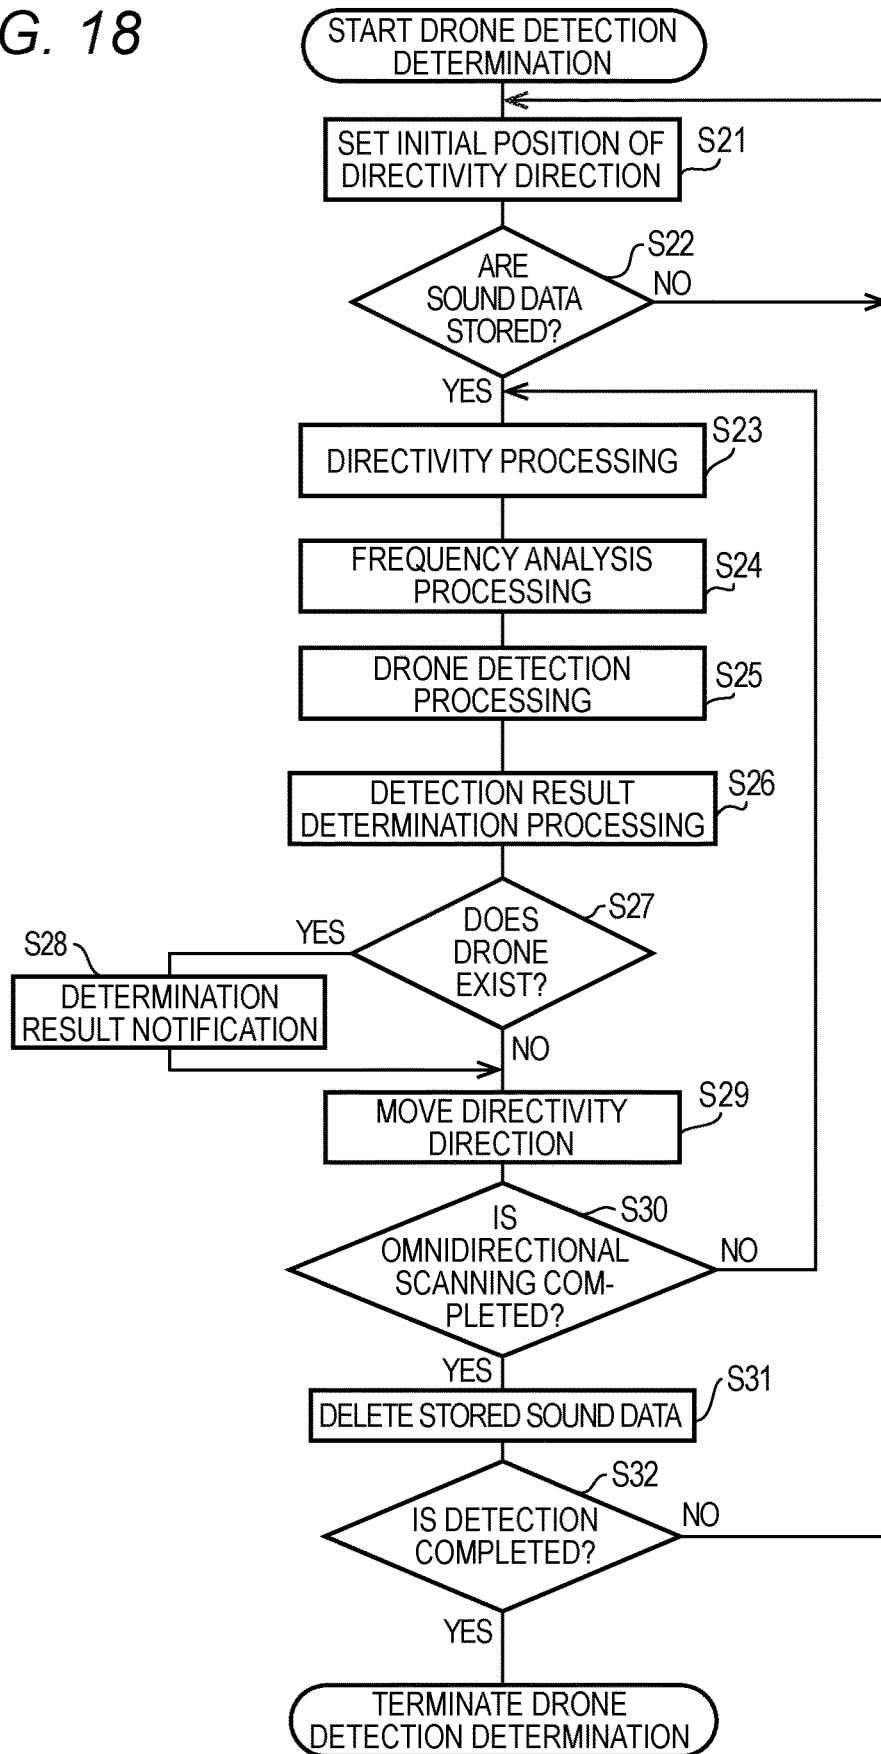 G. 18
START DRONE DETECTION
DETERMINATION
SET INITIAL POSITION OF
DIRECTIVITY DIRECTION
S21
ARE
SOUND DATA
STORED?
S22
NO
YES
DIRECTIVITY PROCESSING
S23
FREQUENCY ANALYSIS
PROCESSING
S24
DRONE DETECTION
PROCESSING
S25
DETECTION RESULT
DETERMINATION PROCESSING
S26
DOES
DRONE
EXIST?
S27
YES
S28
DETERMINATION
RESULT NOTIFICATION
NO
MOVE DIRECTIVITY
DIRECTION
S29
IS
OMNIDIRECTIONAL
SCANNING COM-
PLETED?
S30
NO
YES
DELETE STORED SOUND DATA
S31
IS DETECTION
COMPLETED?
S32
NO
YES
TERMINATE DRONE
DETECTION DETERMINATION